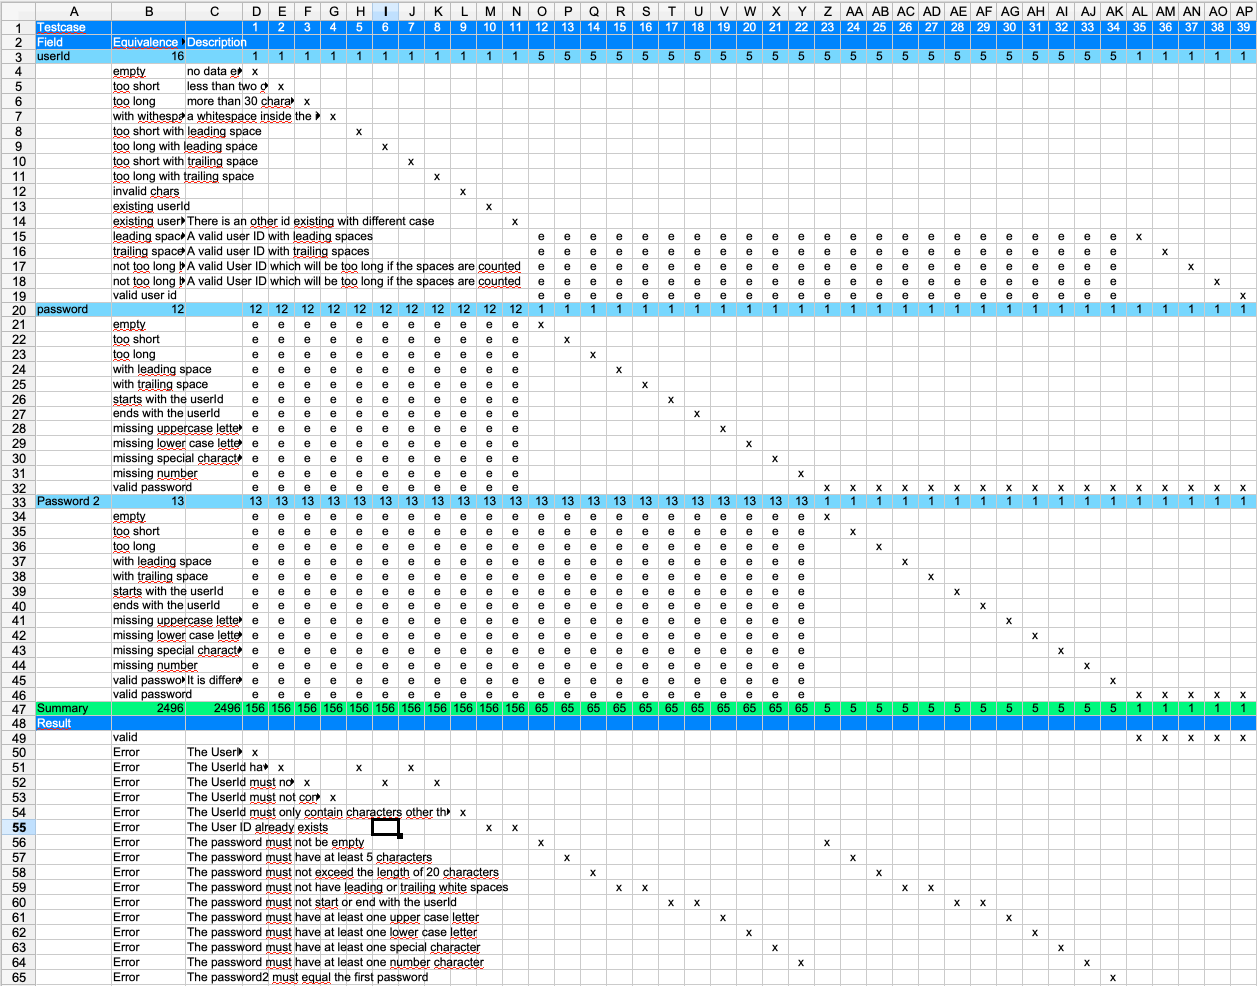 A B C D E F G H I J K L M N O P Q R S T U V W X Y Z AA AB AC AD AE AF AG AH AI AJ AK AL AM AN AO AP
1 Testcase 1 2 3 4 5 6 7 8 9 10 11 12 13 14 15 16 17 18 19 20 21 22 23 24 25 26 27 28 29 30 31 32 33 34 35 36 37 38 39
2 Field Equivalence Description
3 userId 16 1 1 1 1 1 1 1 1 1 1 1 5 5 5 5 5 5 5 5 5 5 5 5 5 5 5 5 5 5 5 5 5 5 5 1 1 1 1 1
4 empty no data e x
5 too short less than two c x
6 too long more than 30 chara x
7 with withespa a whitespace inside the x
8 too short with leading space x
9 too long with leading space x
10 too short with trailing space x
11 too long with trailing space x
12 invalid chars x
13 existing userId x
14 existing user There is an other id existing with different case x
15 leading spac A valid user ID with leading spaces e e e e e e e e e e e e e e e e e e e e e e e x
16 trailing space A valid user ID with trailing spaces e e e e e e e e e e e e e e e e e e e e e e e x
17 not too long A valid User ID which will be too long if the spaces are counted e e e e e e e e e e e e e e e e e e e e e e e x
18 not too long A valid User ID which will be too long if the spaces are counted e e e e e e e e e e e e e e e e e e e e e e e x
19 valid user id e e e e e e e e e e e e e e e e e e e e e e e x
20 password 12 12 12 12 12 12 12 12 12 12 12 12 1 1 1 1 1 1 1 1 1 1 1 1 1 1 1 1 1 1 1 1 1 1 1 1 1 1 1 1
21 empty e e e e e e e e e e e x
22 too short e e e e e e e e e e e x
23 too long e e e e e e e e e e e x
24 with leading space e e e e e e e e e e e x
25 with trailing space e e e e e e e e e e e x
26 starts with the userId e e e e e e e e e e e x
27 ends with the userId e e e e e e e e e e e x
28 missing uppercase lette e e e e e e e e e e e x
29 missing lower case lette e e e e e e e e e e e x
30 missing special charact e e e e e e e e e e e x
31 missing number e e e e e e e e e e e x
32 valid password e e e e e e e e e e e x x x x x x x x x x x x x x x x x
33 Password 2 13 13 13 13 13 13 13 13 13 13 13 13 13 13 13 13 13 13 13 13 13 13 13 1 1 1 1 1 1 1 1 1 1 1 1 1 1 1 1 1
34 empty e e e e e e e e e e e e e e e e e e e e e e x
35 too short e e e e e e e e e e e e e e e e e e e e e e x
36 too long e e e e e e e e e e e e e e e e e e e e e e x
37 with leading space e e e e e e e e e e e e e e e e e e e e e e x
38 with trailing space e e e e e e e e e e e e e e e e e e e e e e x
39 starts with the userId e e e e e e e e e e e e e e e e e e e e e e x
40 ends with the userId e e e e e e e e e e e e e e e e e e e e e e x
41 missing uppercase lette e e e e e e e e e e e e e e e e e e e e e e x
42 missing lower case lette e e e e e e e e e e e e e e e e e e e e e e x
43 missing special charact e e e e e e e e e e e e e e e e e e e e e e x
44 missing number e e e e e e e e e e e e e e e e e e e e e e x
45 valid passwo It is differe e e e e e e e e e e e e e e e e e e e e e e x
46 valid password e e e e e e e e e e e e e e e e e e e e e e x x x x x
47 Summary 2496 2496 156 156 156 156 156 156 156 156 156 156 156 65 65 65 65 65 65 65 65 65 65 65 5 5 5 5 5 5 5 5 5 5 5 5 1 1 1 1 1
48 Result
49 valid x x x x x
50 Error The UserI x
51 Error The UserId ha x x x
52 Error The UserId must no x x x
53 Error The UserId must not con x
54 Error The UserId must only contain characters other th x
55 Error The User ID already exists x x
56 Error The password must not be empty x x
57 Error The password must have at least 5 characters x x
58 Error The password must not exceed the length of 20 characters x x
59 Error The password must not have leading or trailing white spaces x x x x
60 Error The password must not start or end with the userId x x x x
61 Error The password must have at least one upper case letter x x
62 Error The password must have at least one lower case letter x x
63 Error The password must have at least one special character x x
64 Error The password must have at least one number character x x
65 Error The password2 must equal the first password x